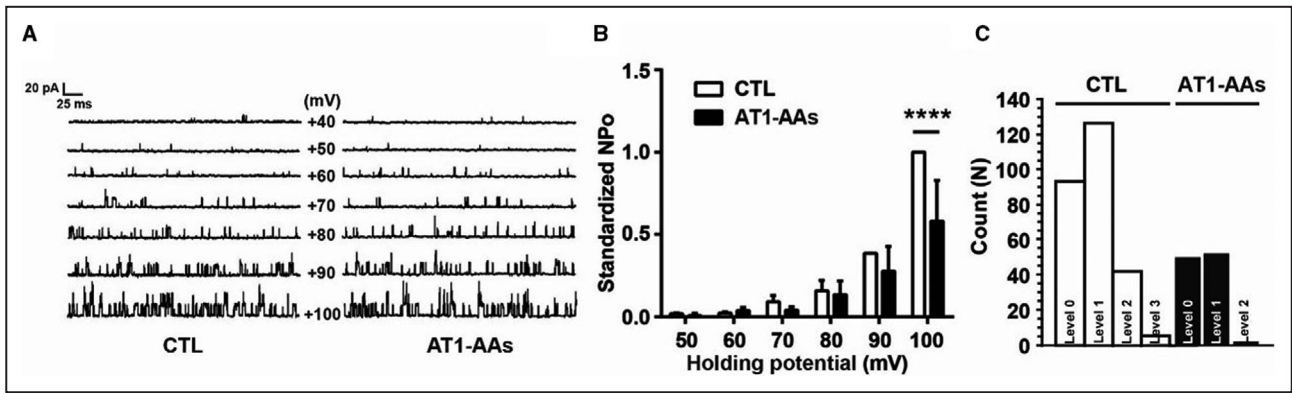 A
20 pA
25 ms
(mV)
+40
+50
+60
+70
+80
+90
+100
CTL
AT1-AAs
B
1.5
1.0
0.5
0.0
Standardized NPo
CTL
AT1-AAs
****
50 60 70 80 90 100
Holding potential (mV)
C
CTL AT1-AAs
140
120
100
80
60
40
20
0
Count (N)
Level 0
Level 1
Level 2
Level 3
Level 0
Level 1
Level 2